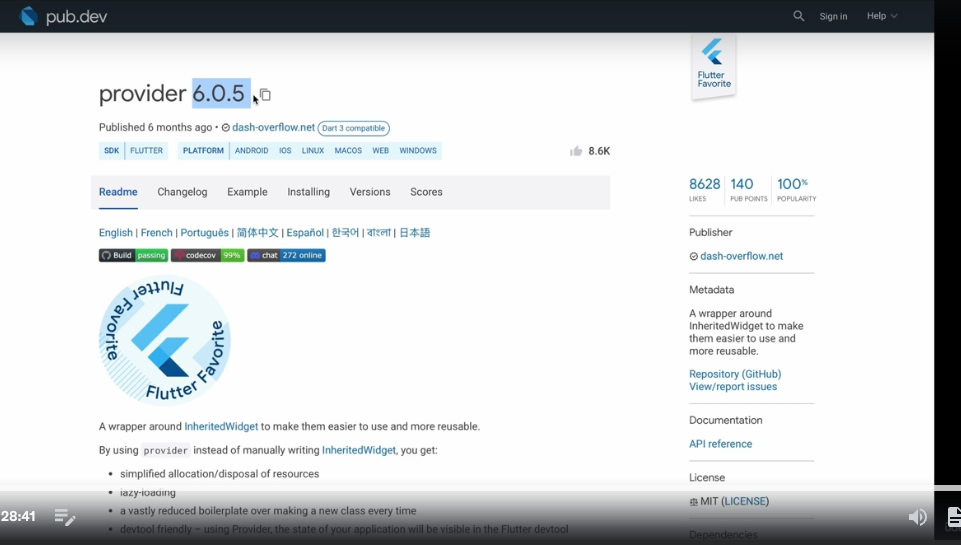 pub.dev
Sign in
Help
Flutter
Favorite
provider 6.0.5
Published 6 months ago • dash-overflow.net Dart 3 compatible
SDK FLUTTER PLATFORM ANDROID IOS LINUX MACOS WEB WINDOWS
8.6K
Readme Changelog Example Installing Versions Scores
English | French | Português | 简体中文 | Español | 한국어 | বাংলা | 日本語
Build passing codecov 99% chat 272 online
Flutter Favorite
Flutter Favorite
A wrapper around InheritedWidget to make them easier to use and more reusable.
By using provider instead of manually writing InheritedWidget, you get:
• simplified allocation/disposal of resources
• lazy-loading
• a vastly reduced boilerplate over making a new class every time
• devtool friendly – using Provider, the state of your application will be visible in the Flutter devtool
8628 140 100%
LIKES PUB POINTS POPULARITY
Publisher
dash-overflow.net
Metadata
A wrapper around
InheritedWidget to make
them easier to use and
more reusable.
Repository (GitHub)
View/report issues
Documentation
API reference
License
MIT (LICENSE)
Dependencies
28:41